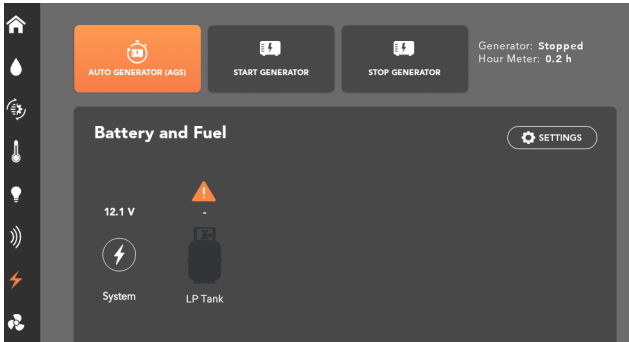 AUTO GENERATOR (AGS)
START GENERATOR
STOP GENERATOR
Generator: Stopped
Hour Meter: 0.2 h
Battery and Fuel
SETTINGS
12.1 V
-
System
LP Tank